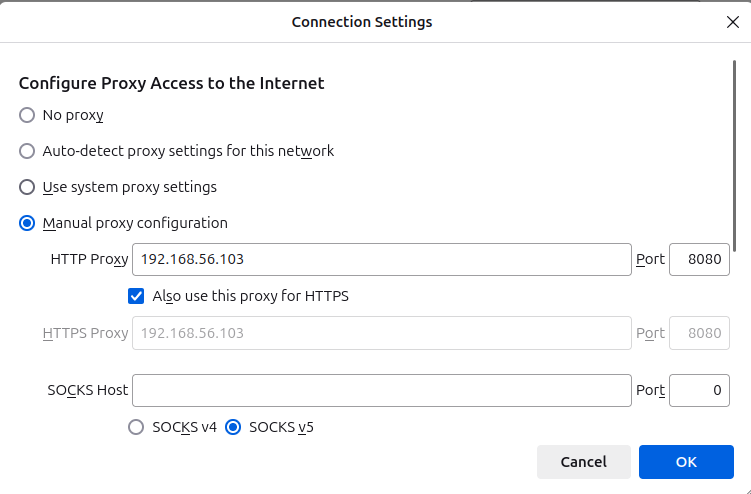 Connection Settings
Configure Proxy Access to the Internet
No proxy
Auto-detect proxy settings for this network
Use system proxy settings
Manual proxy configuration
HTTP Proxy 192.168.56.103 Port 8080
Also use this proxy for HTTPS
HTTPS Proxy 192.168.56.103 Port 8080
SOCKS Host Port 0
SOCKS v4 SOCKS v5
Cancel OK